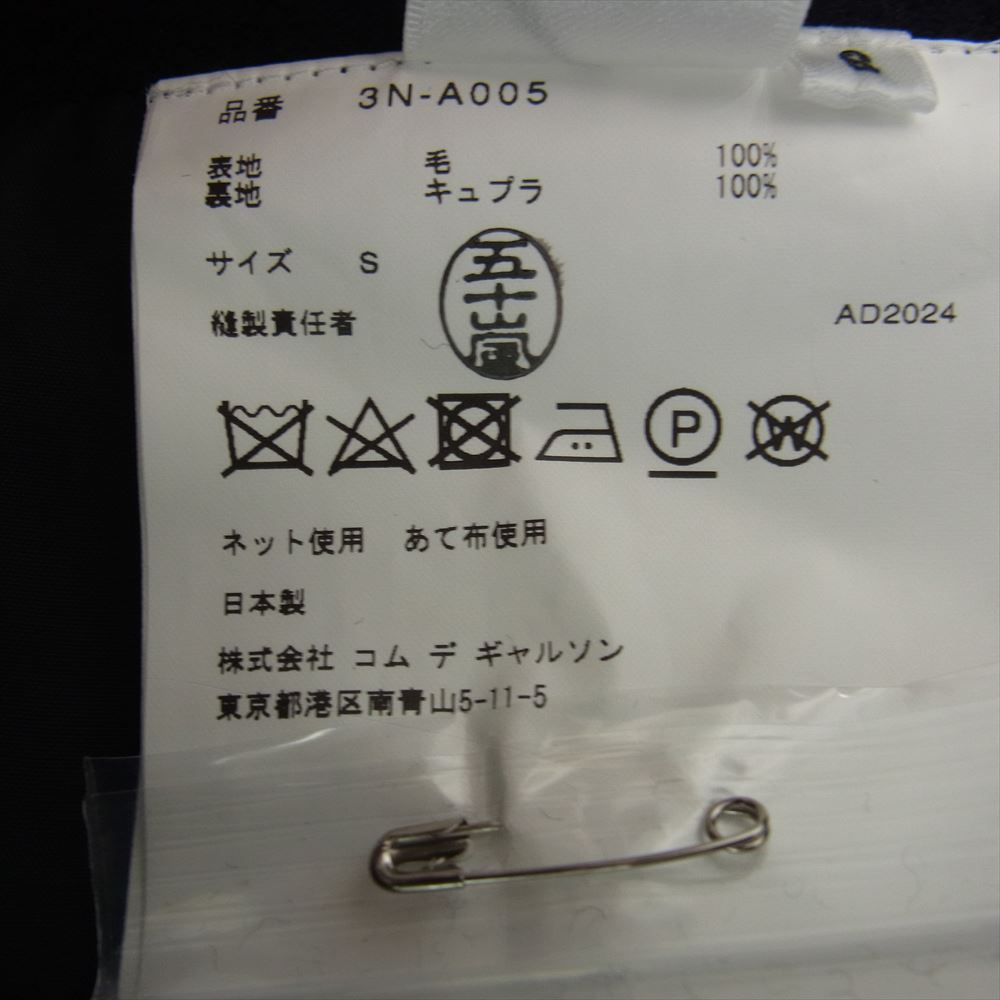 品番 3N-A005
表地 毛 100%
裏地 キュプラ 100%
サイズ S
縫製責任者 五十嵐
AD2024
P W
ネット使用 あて布使用
日本製
株式会社 コム デ ギャルソン
東京都港区南青山5-11-5